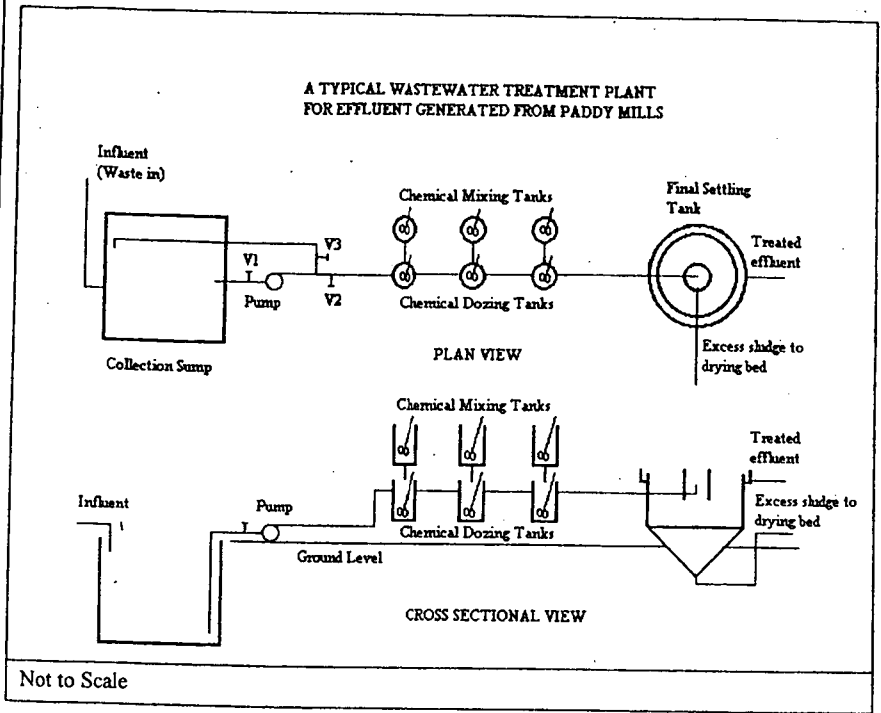 A TYPICAL WASTEWATER TREATMENT PLANT
FOR EFFLUENT GENERATED FROM PADDY MILLS
Influent
(Waste in)
Chemical Mixing Tanks
Final Settling
Tank
Treated
effluent
V3
V1
Pump
V2
Chemical Dozing Tanks
Excess sludge to
drying bed
Collection Sump
PLAN VIEW
Chemical Mixing Tanks
Treated
effluent
Influent
Pump
Excess sludge to
drying bed
Chemical Dozing Tanks
Ground Level
CROSS SECTIONAL VIEW
Not to Scale